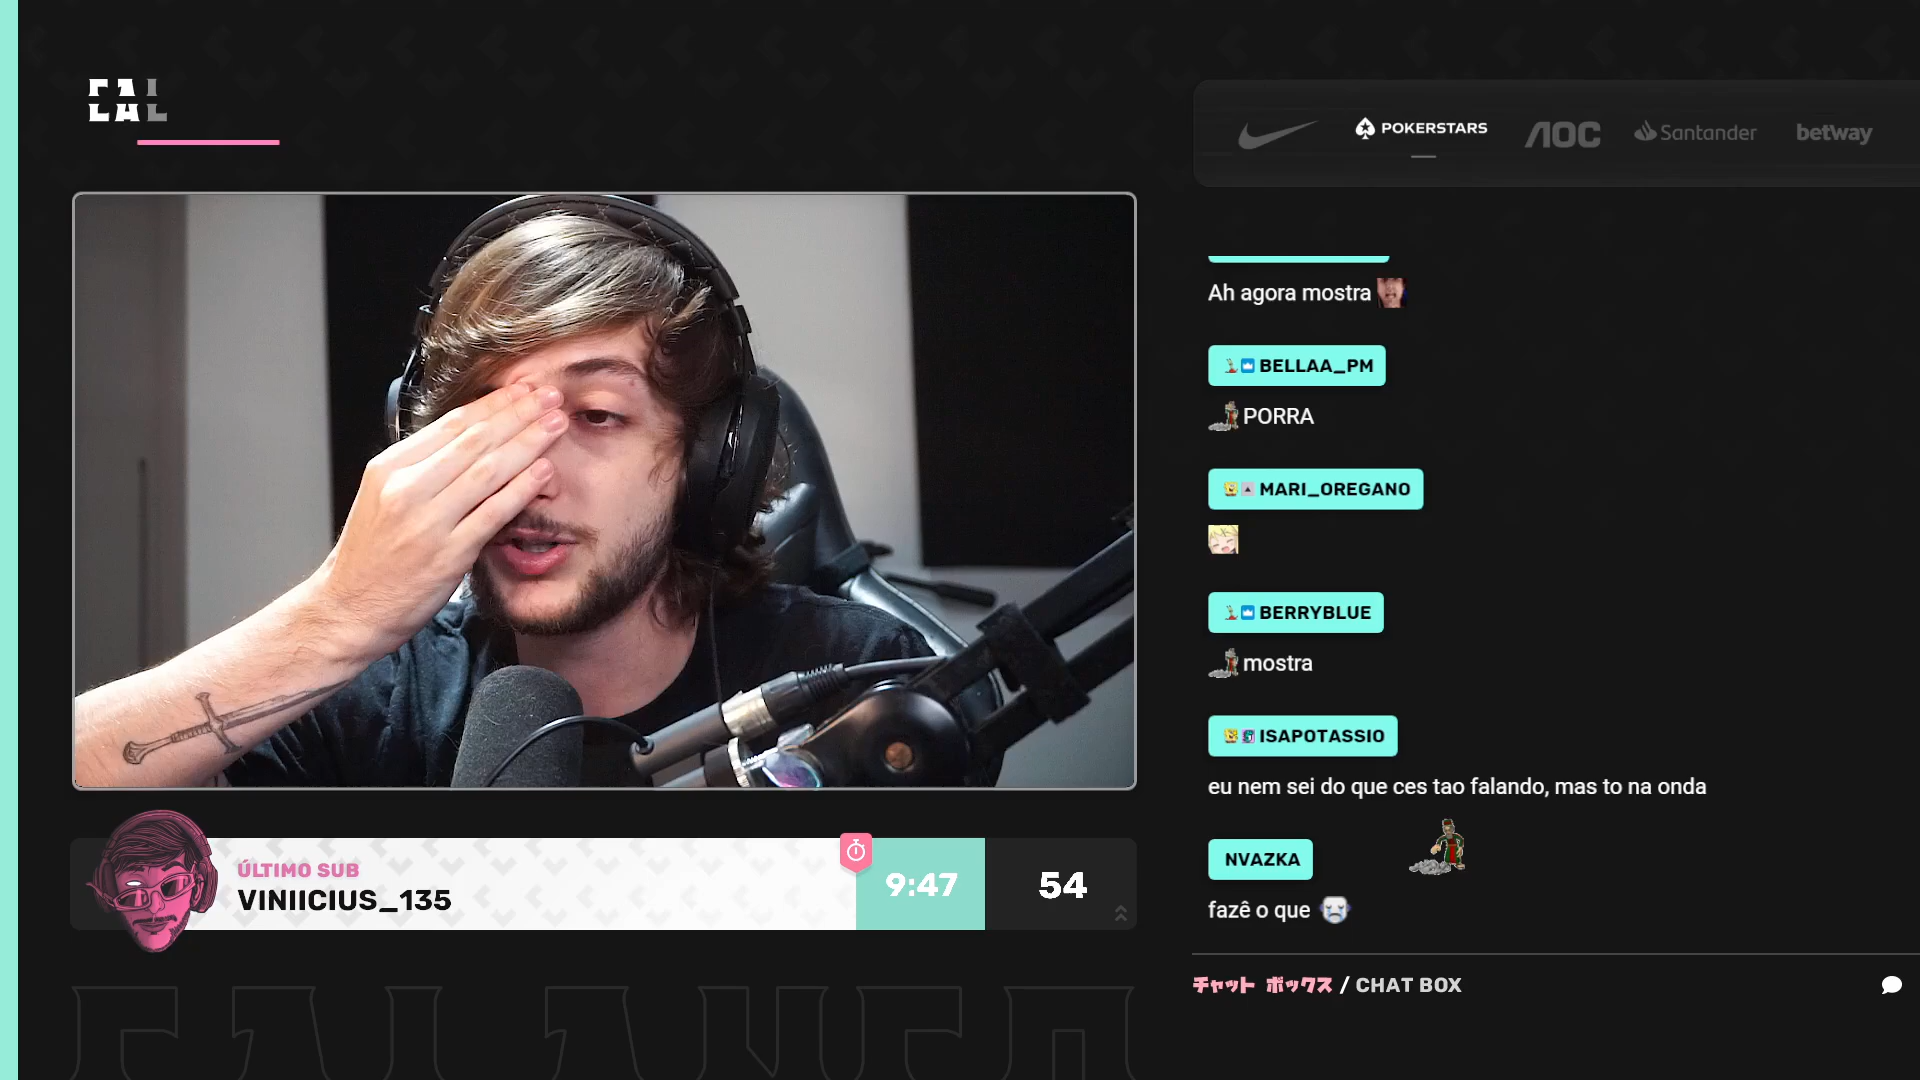 CAL
POKERSTARS
AOC
Santander
betway
Ah agora mostra
BELLAA_PM
PORRA
MARI_OREGANO
BERRYBLUE
mostra
ISAPOTASSIO
eu nem sei do que ces tao falando, mas to na onda
NVAZKA
fazê o que
チャット ボックス / CHAT BOX
ÚLTIMO SUB
VINIICIUS_135
9:47
54